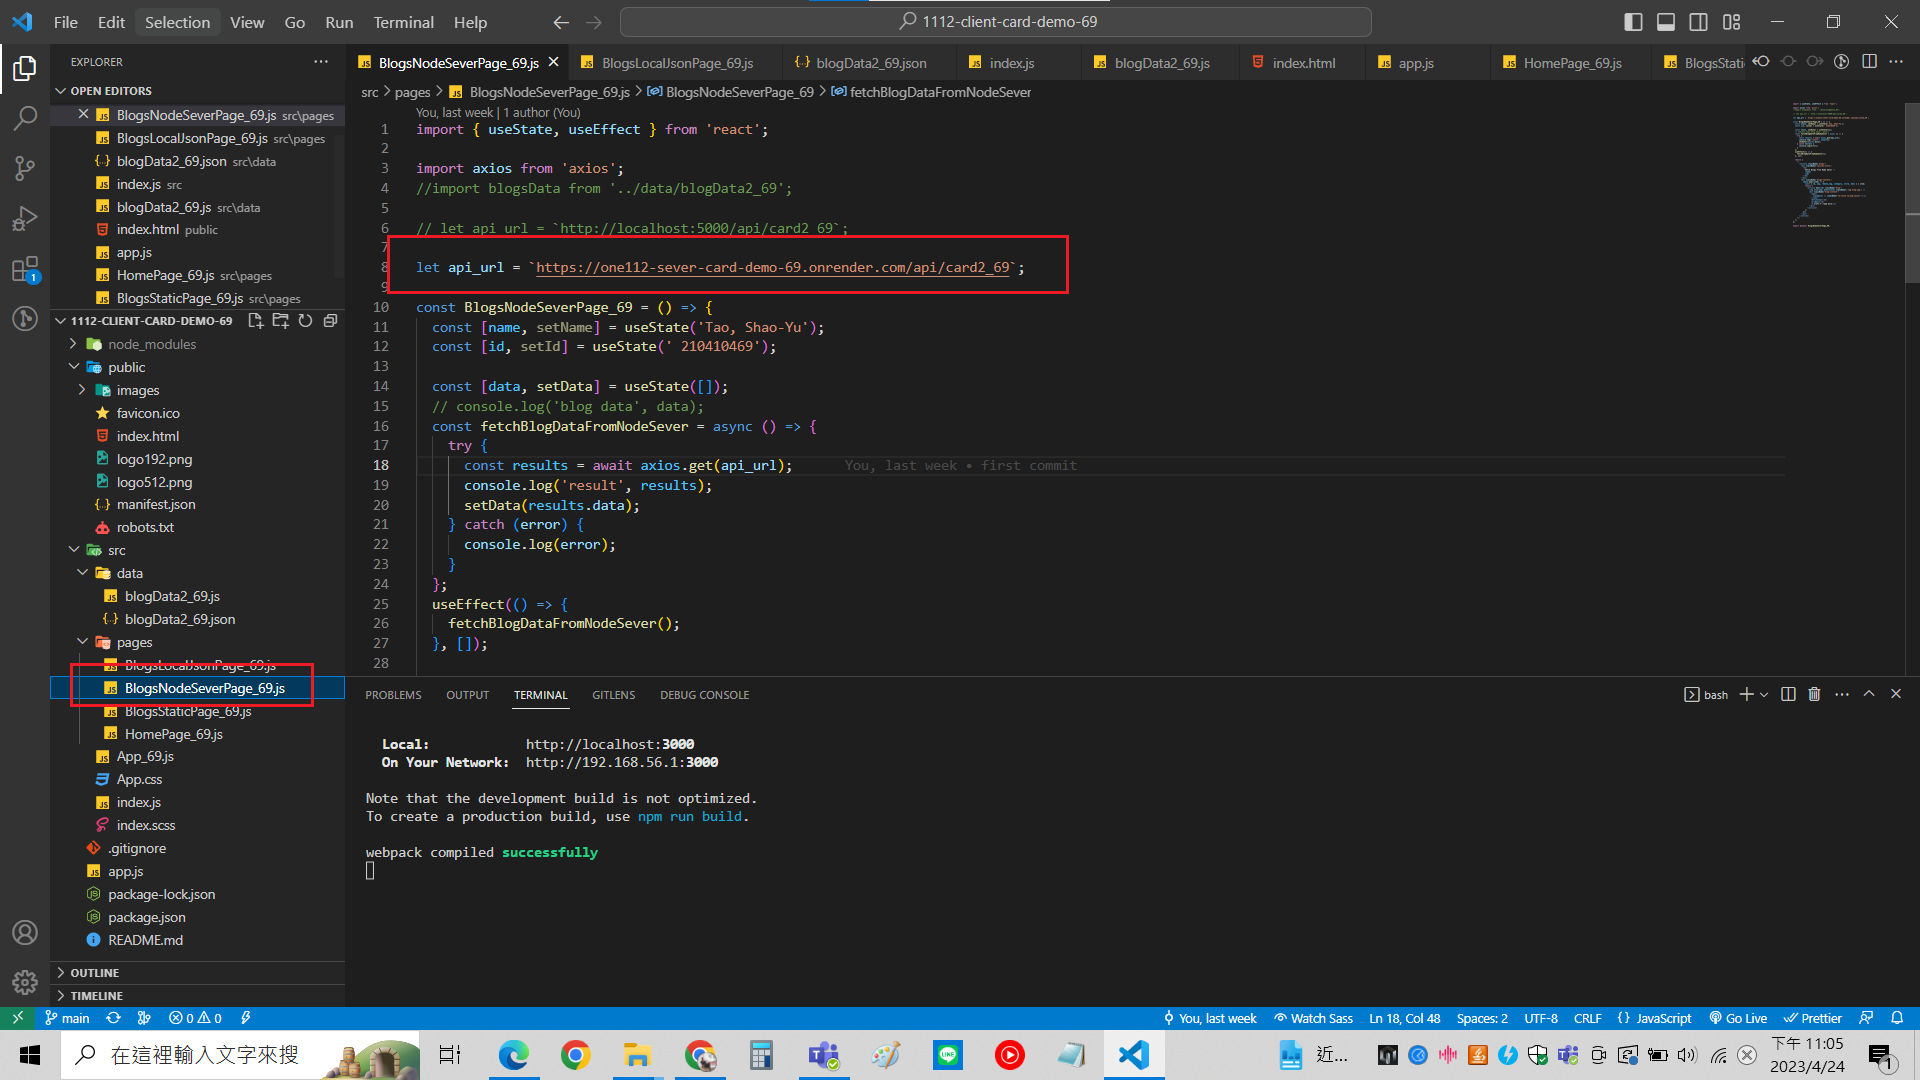 File Edit Selection View Go Run Terminal Help
1112-client-card-demo-69
EXPLORER
OPEN EDITORS
BlogsNodeSeverPage_69.js src\pages
BlogsLocalJsonPage_69.js src\pages
blogData2_69.json src\data
index.js src
blogData2_69.js src\data
index.html public
app.js
HomePage_69.js src\pages
BlogsStaticPage_69.js src\pages
1112-CLIENT-CARD-DEMO-69
node_modules
public
images
favicon.ico
index.html
logo192.png
logo512.png
manifest.json
robots.txt
src
data
blogData2_69.js
blogData2_69.json
pages
BlogsLocalJsonPage_69.js
BlogsNodeSeverPage_69.js
BlogsStaticPage_69.js
HomePage_69.js
App_69.js
App.css
index.js
index.scss
.gitignore
app.js
package-lock.json
package.json
README.md
OUTLINE
TIMELINE
BlogsNodeSeverPage_69.js BlogsLocalJsonPage_69.js blogData2_69.json index.js blogData2_69.js index.html app.js HomePage_69.js BlogsStati
src > pages > BlogsNodeSeverPage_69.js > BlogsNodeSeverPage_69 > fetchBlogDataFromNodeSever
You, last week | 1 author (You)
1 import { useState, useEffect } from 'react';
2
3 import axios from 'axios';
4 //import blogsData from '../data/blogData2_69';
5
6 // let api_url = `http://localhost:5000/api/card2_69`;
7
8 let api_url = `https://one112-sever-card-demo-69.onrender.com/api/card2_69`;
9
10 const BlogsNodeSeverPage_69 = () => {
11 const [name, setName] = useState('Tao, Shao-Yu');
12 const [id, setId] = useState(' 210410469');
13
14 const [data, setData] = useState([]);
15 // console.log('blog data', data);
16 const fetchBlogDataFromNodeSever = async () => {
17 try {
18 const results = await axios.get(api_url); You, last week • first commit
19 console.log('result', results);
20 setData(results.data);
21 } catch (error) {
22 console.log(error);
23 }
24 };
25 useEffect(() => {
26 fetchBlogDataFromNodeSever();
27 }, []);
28
PROBLEMS OUTPUT TERMINAL GITLENS DEBUG CONSOLE
bash
Local: http://localhost:3000
On Your Network: http://192.168.56.1:3000
Note that the development build is not optimized.
To create a production build, use npm run build.
webpack compiled successfully
1
main 0 0 You, last week Watch Sass Ln 18, Col 48 Spaces: 2 UTF-8 CRLF {} JavaScript Go Live Prettier
在這裡輸入文字來搜
近...
下午 11:05
2023/4/24
1